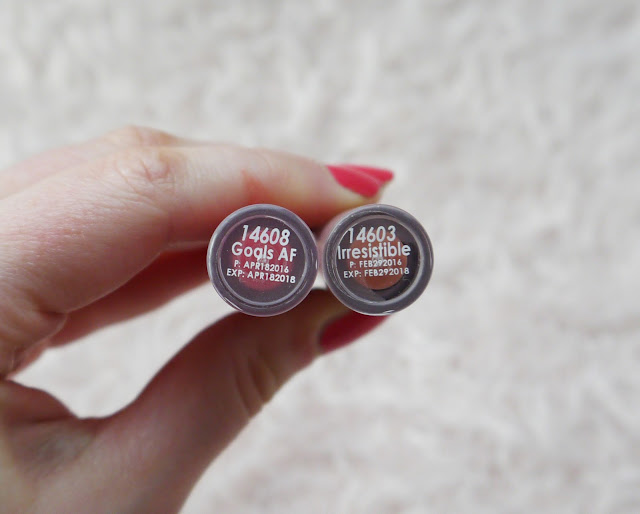 14608
Goals AF
P: APR182016
EXP: APR182018
14603
Irresistible
P: FEB292016
EXP: FEB292018